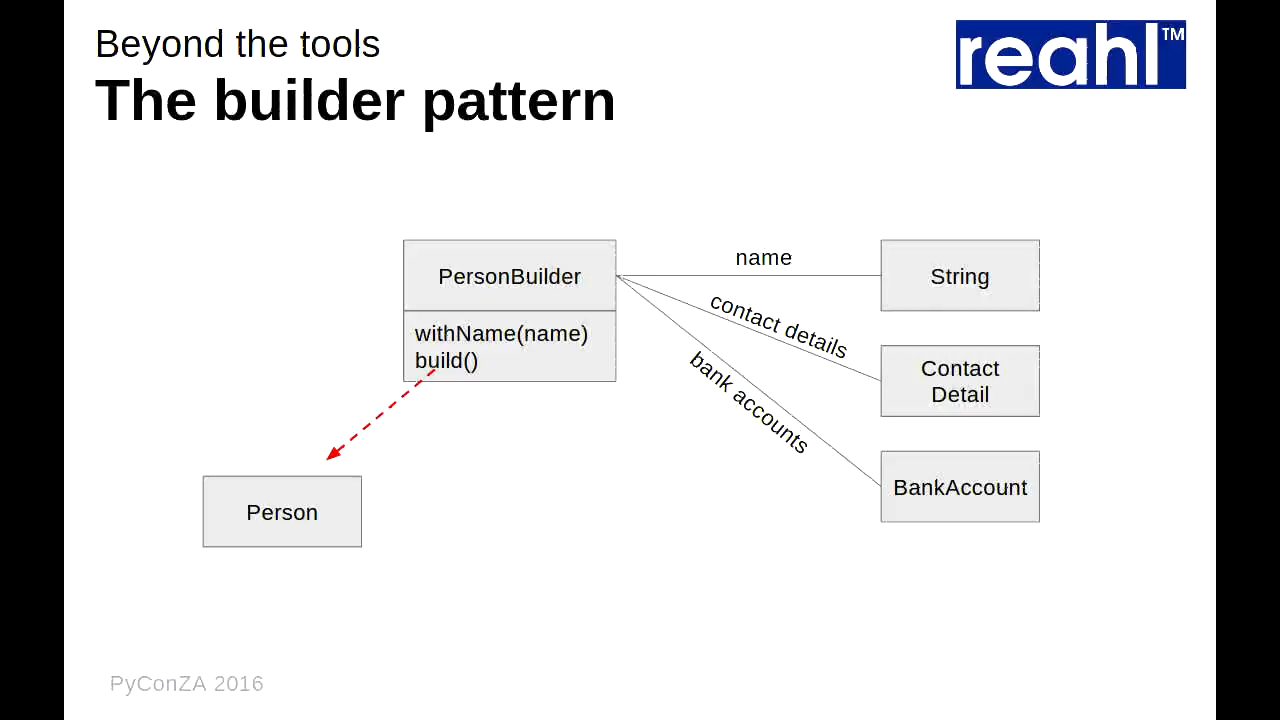 Beyond the tools
The builder pattern
reahl™
PersonBuilder
withName(name)
build()
name
contact details
bank accounts
String
Contact
Detail
BankAccount
Person
PyConZA 2016